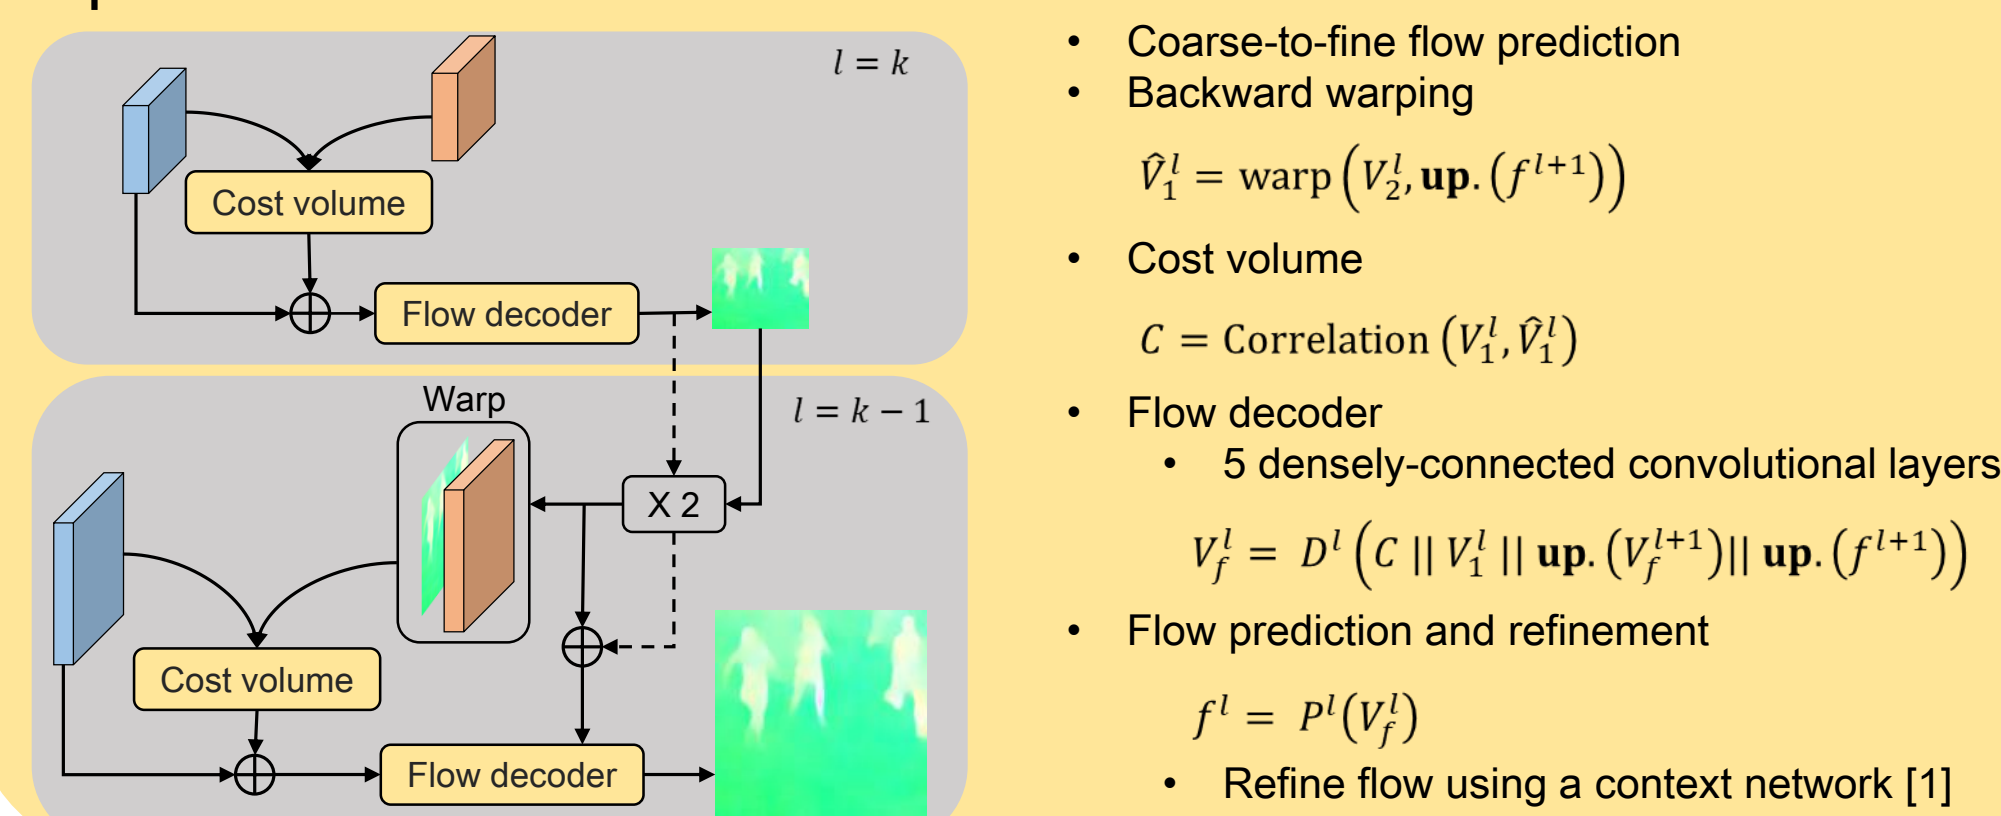 l = k
Cost volume
Flow decoder
Warp
l = k − 1
X 2
Cost volume
Flow decoder
• Coarse-to-fine flow prediction
• Backward warping
V̂₁ˡ = warp(V₂ˡ, up.(fˡ⁺¹))
• Cost volume
C = Correlation(V₁ˡ, V̂₁ˡ)
• Flow decoder
• 5 densely-connected convolutional layers
V_fˡ = Dˡ(C || V₁ˡ || up.(V_fˡ⁺¹)|| up.(fˡ⁺¹))
• Flow prediction and refinement
fˡ = Pˡ(V_fˡ)
• Refine flow using a context network [1]